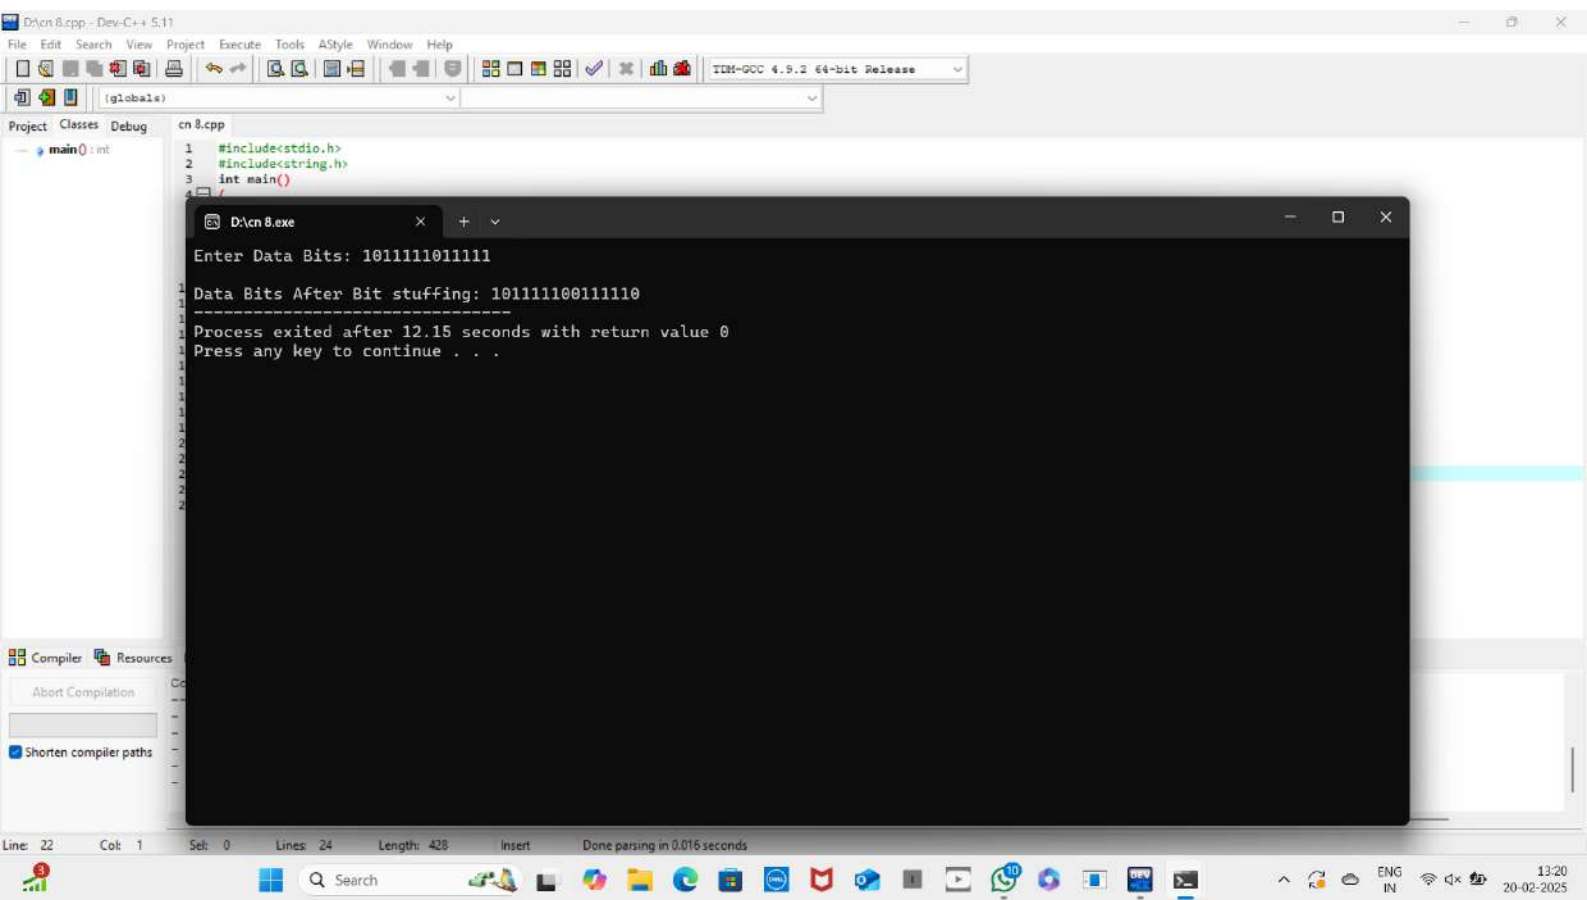 D:\cn 8.cpp - Dev-C++ 5.11
File Edit Search View Project Execute Tools AStyle Window Help
TDM-GCC 4.9.2 64-bit Release
(globals)
Project Classes Debug cn 8.cpp
main() : int
1 #include<stdio.h>
2 #include<string.h>
3 int main()
4 {
D:\cn 8.exe
Enter Data Bits: 1011111011111
Data Bits After Bit stuffing: 101111100111110
--------------------------------
Process exited after 12.15 seconds with return value 0
Press any key to continue . . .
Compiler Resources
Abort Compilation
Shorten compiler paths
Line: 22 Col: 1 Sel: 0 Lines: 24 Length: 428 Insert Done parsing in 0.016 seconds
3
Search
DELL
10
DEV
ENG
IN
13:20
20-02-2025